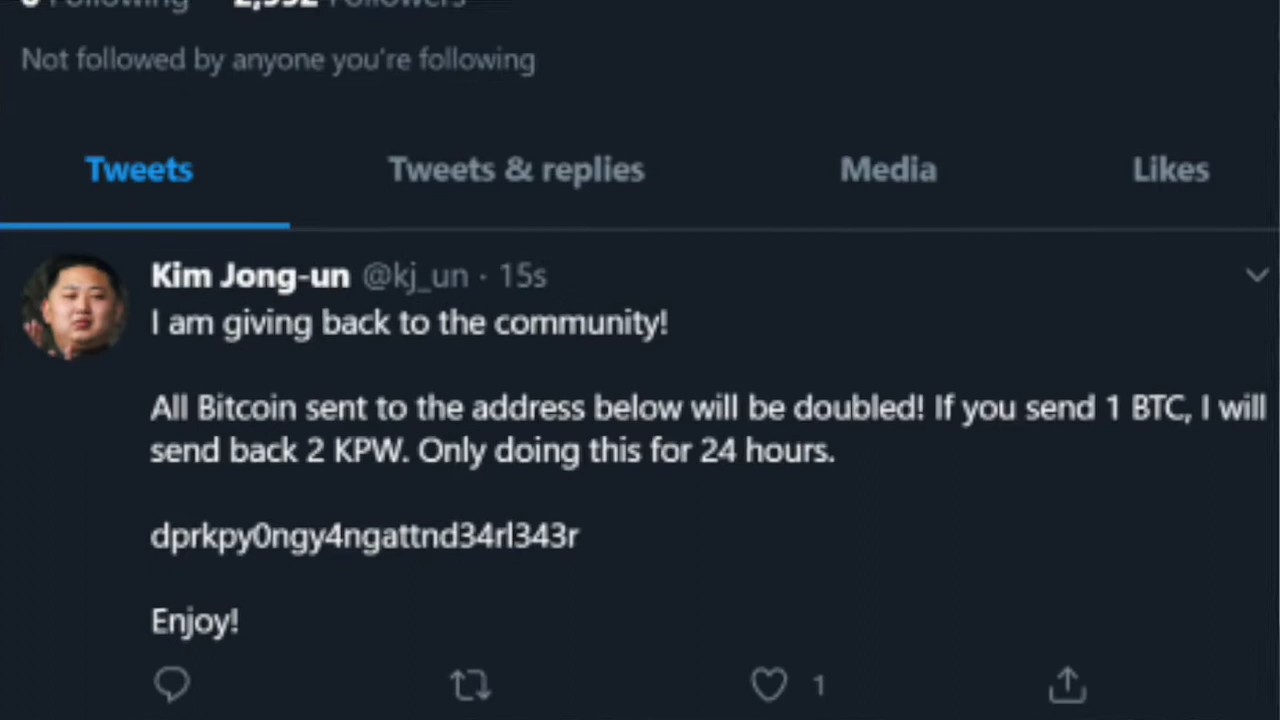 Following Followers
Not followed by anyone you're following
Tweets Tweets & replies Media Likes
Kim Jong-un @kj_un · 15s
I am giving back to the community!
All Bitcoin sent to the address below will be doubled! If you send 1 BTC, I will
send back 2 KPW. Only doing this for 24 hours.
dprkpy0ngy4ngattnd34rl343r
Enjoy!
1